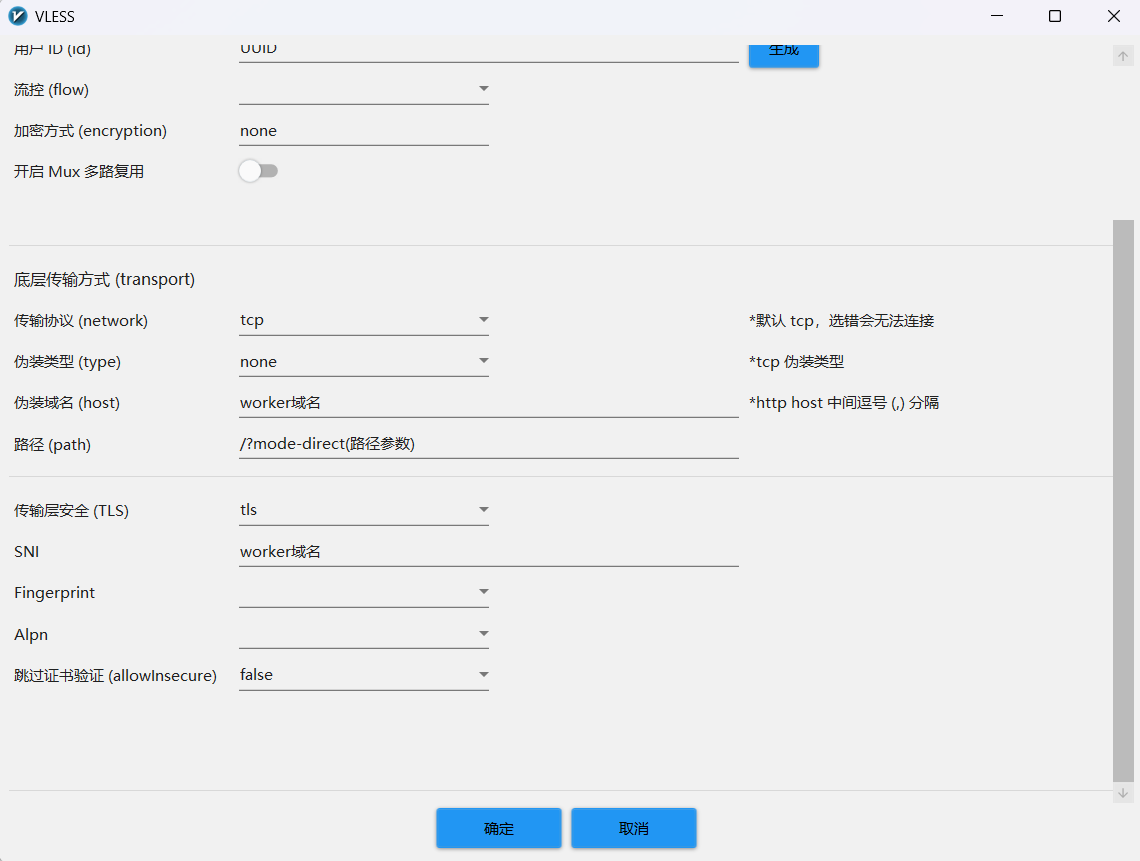 VLESS
用户 ID (id) UUID 生成
流控 (flow)
加密方式 (encryption) none
开启 Mux 多路复用
底层传输方式 (transport)
传输协议 (network) tcp *默认 tcp，选错会无法连接
伪装类型 (type) none *tcp 伪装类型
伪装域名 (host) worker域名 *http host 中间逗号 (,) 分隔
路径 (path) /?mode-direct(路径参数)
传输层安全 (TLS) tls
SNI worker域名
Fingerprint
Alpn
跳过证书验证 (allowInsecure) false
确定 取消